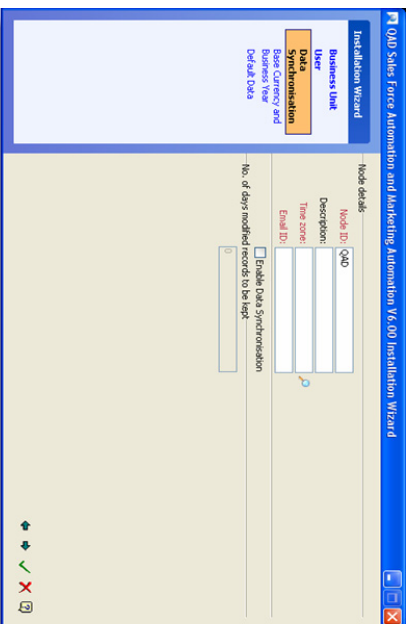 QAD Sales Force Automation and Marketing Automation V6.00 Installation Wizard
Installation Wizard
Business Unit
User
Data
Synchronisation
Base Currency and
Business Year
Default Data
Node details
Node ID: QAD
Description:
Time zone:
Email ID:
Enable Data Synchronisation
No. of days modified records to be kept
0